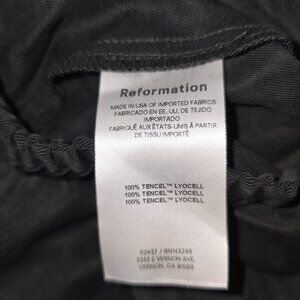 Reformation
MADE IN USA OF IMPORTED FABRICS
FABRICADO EN EE. UU. DE TEJIDO
IMPORTADO
FABRIQUÉ AUX ÉTATS-UNIS À PARTIR
DE TISSU IMPORTÉ
100% TENCEL™ LYOCELL
100% TENCEL™ LYOCELL
100% TENCEL™ LYOCELL
E VERNON AVE.
VERNON, CA 90058